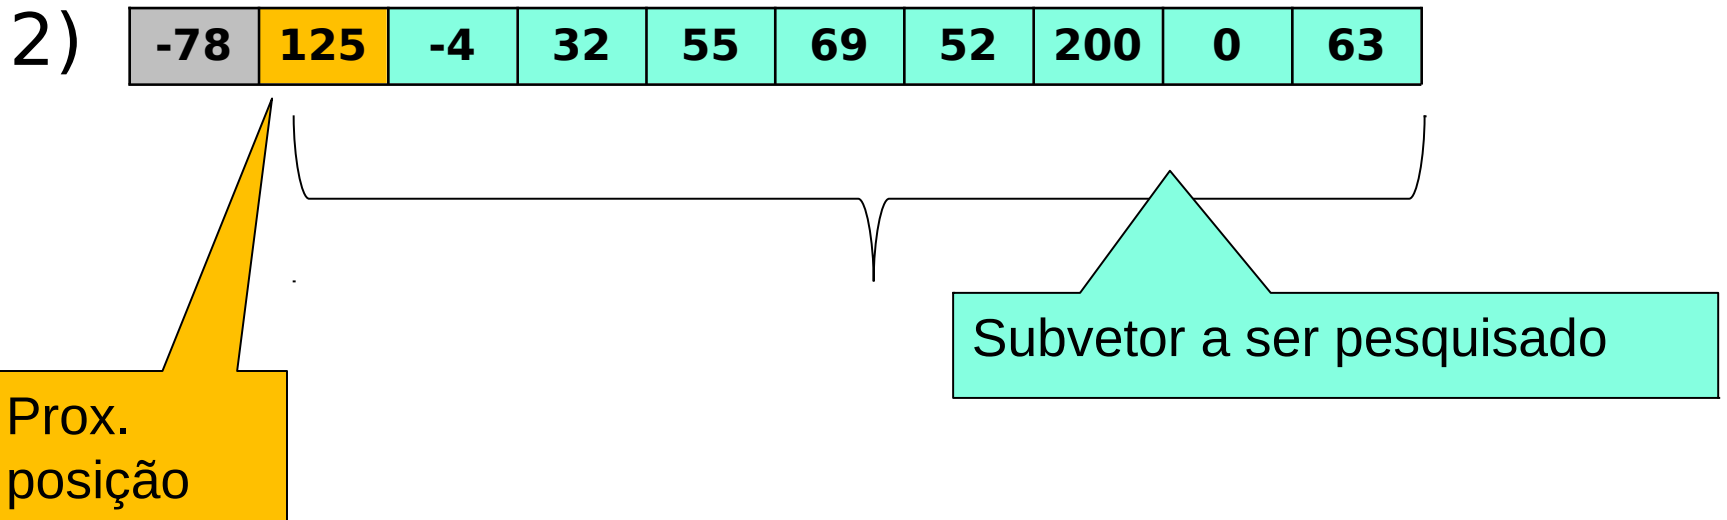 2) -78 125 -4 32 55 69 52 200 0 63
Subvetor a ser pesquisado
Prox.
posição